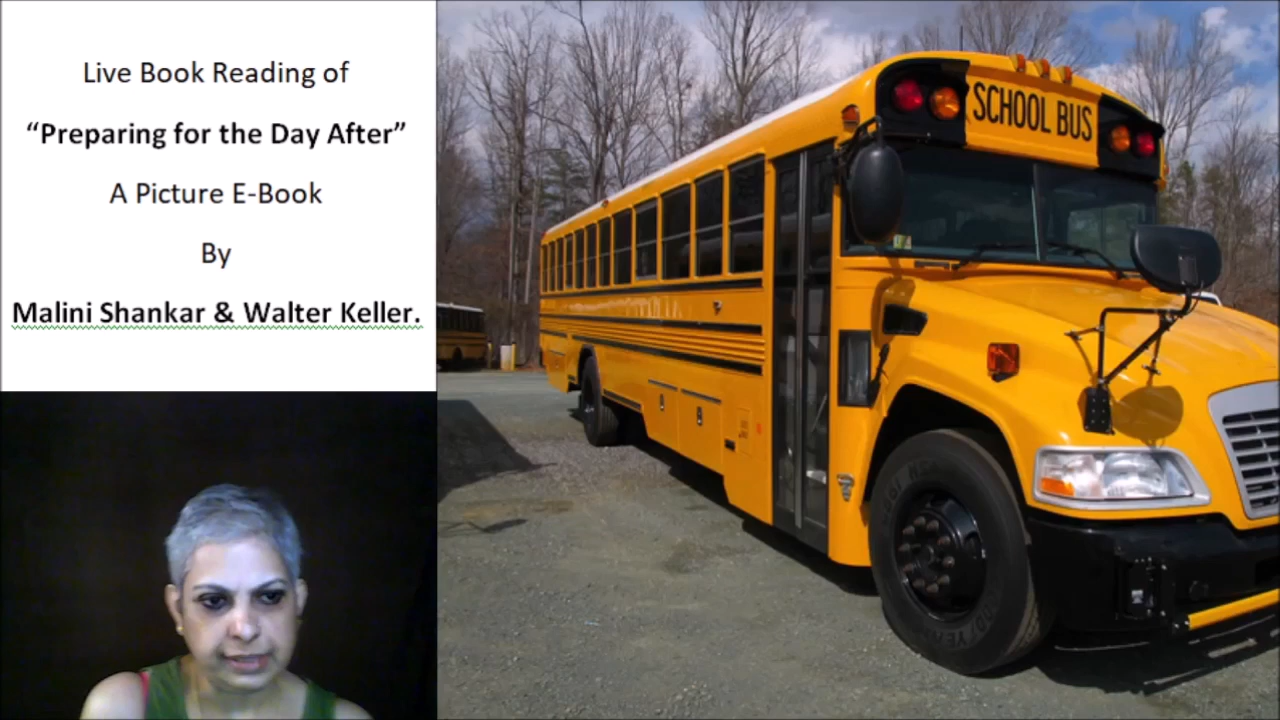 Live Book Reading of
“Preparing for the Day After”
A Picture E-Book
By
Malini Shankar & Walter Keller.
SCHOOL BUS